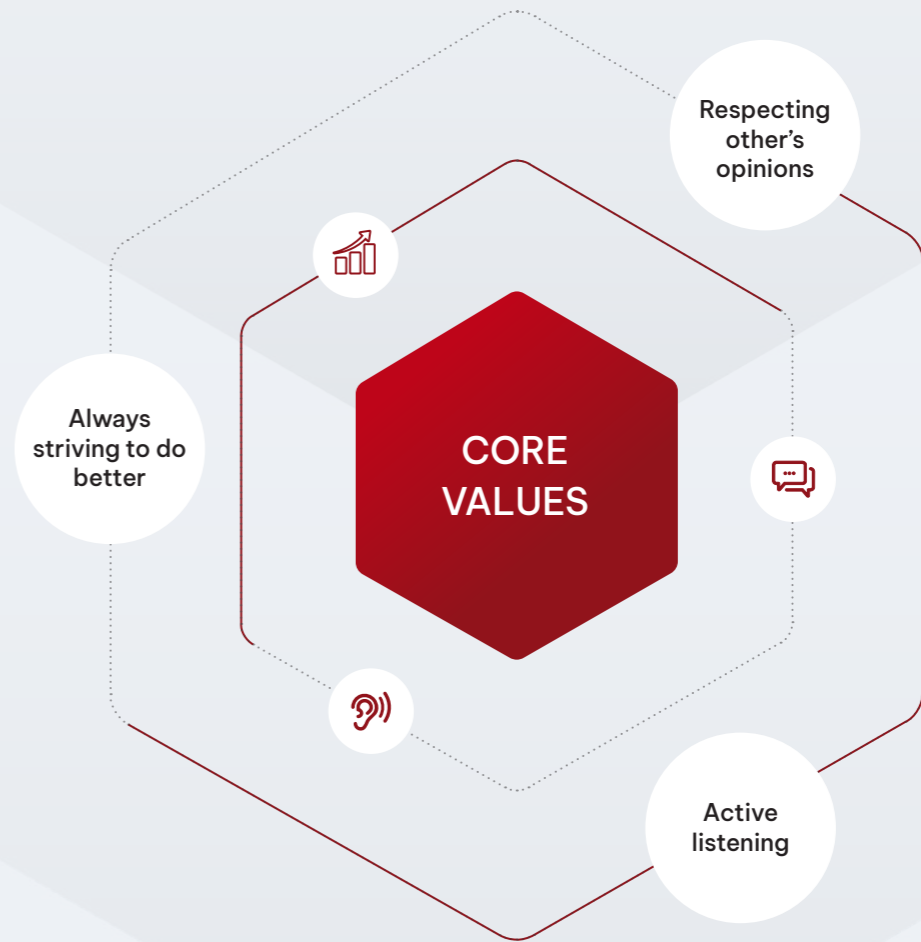 Respecting
other's
opinions
CORE
VALUES
Always
striving to do
better
Active
listening